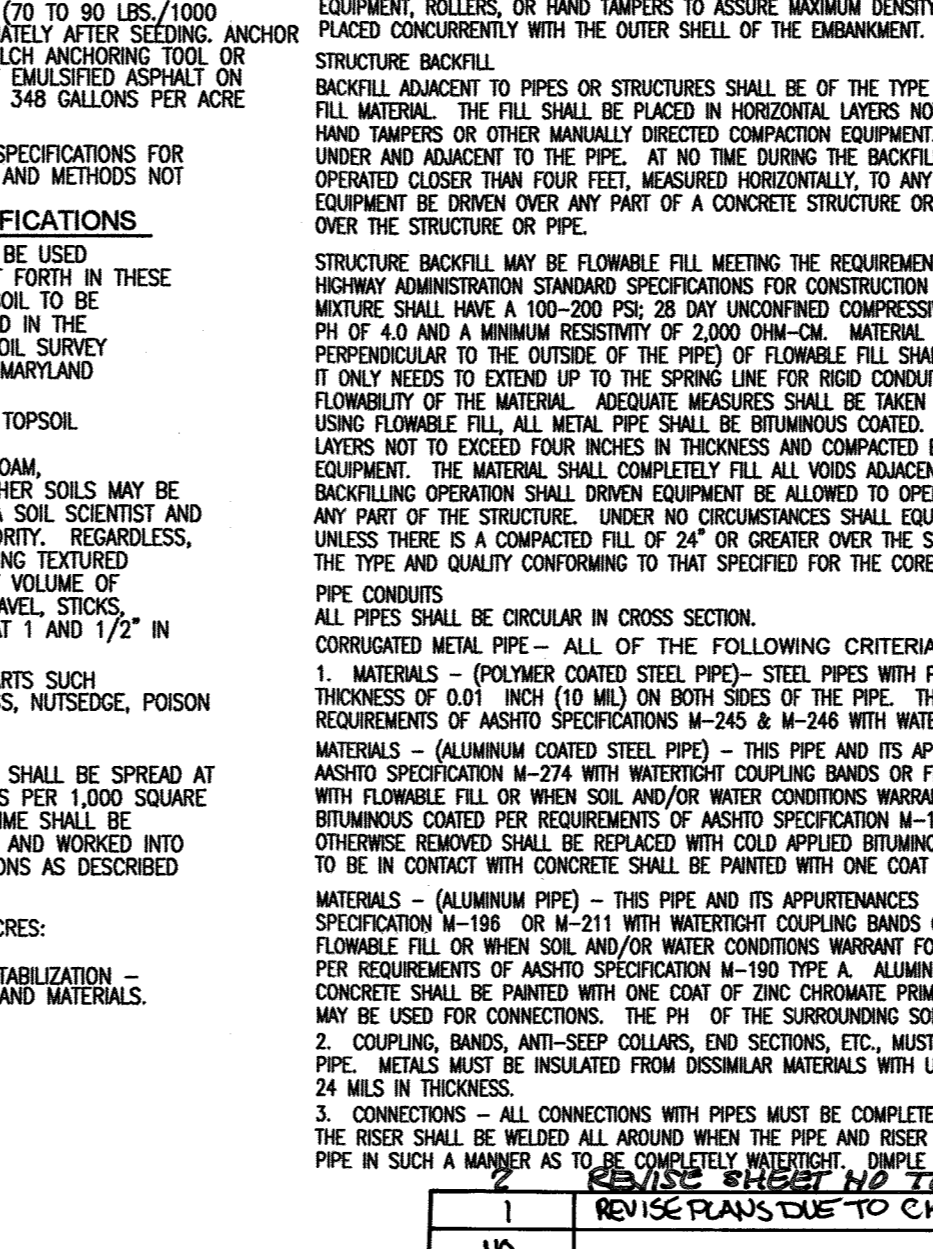 (70 TO 90 LBS./1000
ATELY AFTER SEEDING. ANCHOR
LCH ANCHORING TOOL OR
EMULSIFIED ASPHALT ON
348 GALLONS PER ACRE
SPECIFICATIONS FOR
AND METHODS NOT
FICATIONS
BE USED
T FORTH IN THESE
OIL TO BE
D IN THE
OIL SURVEY
MARYLAND
TOPSOIL
OAM,
HER SOILS MAY BE
A SOIL SCIENTIST AND
ORITY. REGARDLESS,
NG TEXTURED
VOLUME OF
AVEL, STICKS,
AT 1 AND 1/2" IN
RTS SUCH
SS, NUTSEDGE, POISON
SHALL BE SPREAD AT
S PER 1,000 SQUARE
IME SHALL BE
AND WORKED INTO
ONS AS DESCRIBED
CRES:
TABILIZATION –
AND MATERIALS.
EQUIPMENT, ROLLERS, OR HAND TAMPERS TO ASSURE MAXIMUM DENSITY
PLACED CONCURRENTLY WITH THE OUTER SHELL OF THE EMBANKMENT.
STRUCTURE BACKFILL
BACKFILL ADJACENT TO PIPES OR STRUCTURES SHALL BE OF THE TYPE
FILL MATERIAL. THE FILL SHALL BE PLACED IN HORIZONTAL LAYERS NO
HAND TAMPERS OR OTHER MANUALLY DIRECTED COMPACTION EQUIPMENT.
UNDER AND ADJACENT TO THE PIPE. AT NO TIME DURING THE BACKFIL
OPERATED CLOSER THAN FOUR FEET, MEASURED HORIZONTALLY, TO ANY
EQUIPMENT BE DRIVEN OVER ANY PART OF A CONCRETE STRUCTURE OR
OVER THE STRUCTURE OR PIPE.
STRUCTURE BACKFILL MAY BE FLOWABLE FILL MEETING THE REQUIREMEN
HIGHWAY ADMINISTRATION STANDARD SPECIFICATIONS FOR CONSTRUCTION
MIXTURE SHALL HAVE A 100–200 PSI; 28 DAY UNCONFINED COMPRESSI
PH OF 4.0 AND A MINIMUM RESISTIVITY OF 2,000 OHM–CM. MATERIAL
PERPENDICULAR TO THE OUTSIDE OF THE PIPE) OF FLOWABLE FILL SHA
IT ONLY NEEDS TO EXTEND UP TO THE SPRING LINE FOR RIGID CONDUI
FLOWABILITY OF THE MATERIAL. ADEQUATE MEASURES SHALL BE TAKEN
USING FLOWABLE FILL, ALL METAL PIPE SHALL BE BITUMINOUS COATED.
LAYERS NOT TO EXCEED FOUR INCHES IN THICKNESS AND COMPACTED
EQUIPMENT. THE MATERIAL SHALL COMPLETELY FILL ALL VOIDS ADJACEN
BACKFILLING OPERATION SHALL DRIVEN EQUIPMENT BE ALLOWED TO OPE
ANY PART OF THE STRUCTURE. UNDER NO CIRCUMSTANCES SHALL EQU
UNLESS THERE IS A COMPACTED FILL OF 24" OR GREATER OVER THE S
THE TYPE AND QUALITY CONFORMING TO THAT SPECIFIED FOR THE CORE
PIPE CONDUITS
ALL PIPES SHALL BE CIRCULAR IN CROSS SECTION.
CORRUGATED METAL PIPE – ALL OF THE FOLLOWING CRITERIA
1. MATERIALS – (POLYMER COATED STEEL PIPE)– STEEL PIPES WITH P
THICKNESS OF 0.01 INCH (10 MIL) ON BOTH SIDES OF THE PIPE. TH
REQUIREMENTS OF AASHTO SPECIFICATIONS M–245 & M–246 WITH WATE
MATERIALS – (ALUMINUM COATED STEEL PIPE) – THIS PIPE AND ITS AP
AASHTO SPECIFICATION M–274 WITH WATERTIGHT COUPLING BANDS OR F
WITH FLOWABLE FILL OR WHEN SOIL AND/OR WATER CONDITIONS WARRA
BITUMINOUS COATED PER REQUIREMENTS OF AASHTO SPECIFICATION M–1
OTHERWISE REMOVED SHALL BE REPLACED WITH COLD APPLIED BITUMINO
TO BE IN CONTACT WITH CONCRETE SHALL BE PAINTED WITH ONE COAT
MATERIALS – (ALUMINUM PIPE) – THIS PIPE AND ITS APPURTENANCES
SPECIFICATION M–196 OR M–211 WITH WATERTIGHT COUPLING BANDS
FLOWABLE FILL OR WHEN SOIL AND/OR WATER CONDITIONS WARRANT FO
PER REQUIREMENTS OF AASHTO SPECIFICATION M–190 TYPE A. ALUMIN
CONCRETE SHALL BE PAINTED WITH ONE COAT OF ZINC CHROMATE PRIM
MAY BE USED FOR CONNECTIONS. THE PH OF THE SURROUNDING SO
2. COUPLING, BANDS, ANTI–SEEP COLLARS, END SECTIONS, ETC., MUST
PIPE. METALS MUST BE INSULATED FROM DISSIMILAR MATERIALS WITH
24 MILS IN THICKNESS.
3. CONNECTIONS – ALL CONNECTIONS WITH PIPES MUST BE COMPLETE
THE RISER SHALL BE WELDED ALL AROUND WHEN THE PIPE AND RISER
PIPE IN SUCH A MANNER AS TO BE COMPLETELY WATERTIGHT. DIMPLE
2 REVISE SHEET NO T
1 REVISE PLANS DUE TO CH